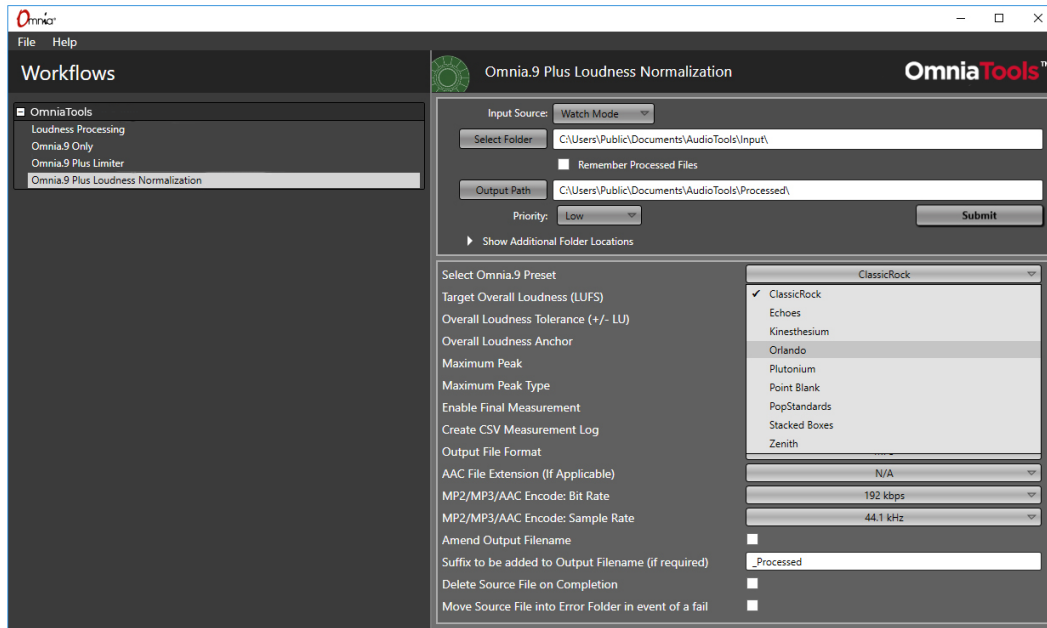 Omnia
File Help
Workflows
Omnia.9 Plus Loudness Normalization
OmniaTools™
OmniaTools
Loudness Processing
Omnia.9 Only
Omnia.9 Plus Limiter
Omnia.9 Plus Loudness Normalization
Input Source: Watch Mode
Select Folder C:\Users\Public\Documents\AudioTools\Input\
Remember Processed Files
Output Path C:\Users\Public\Documents\AudioTools\Processed\
Priority: Low Submit
Show Additional Folder Locations
Select Omnia.9 Preset ClassicRock
Target Overall Loudness (LUFS) ✓ ClassicRock
Echoes
Overall Loudness Tolerance (+/- LU)
Kinesthesium
Overall Loudness Anchor Orlando
Maximum Peak Plutonium
Maximum Peak Type Point Blank
Enable Final Measurement PopStandards
Create CSV Measurement Log Stacked Boxes
Output File Format Zenith
AAC File Extension (If Applicable) N/A
MP2/MP3/AAC Encode: Bit Rate 192 kbps
MP2/MP3/AAC Encode: Sample Rate 44.1 kHz
Amend Output Filename
Suffix to be added to Output Filename (if required) _Processed
Delete Source File on Completion
Move Source File into Error Folder in event of a fail